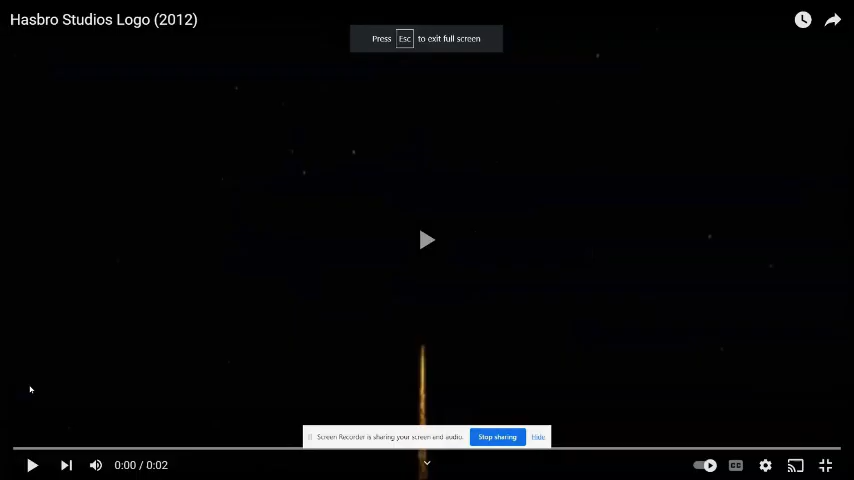 Hasbro Studios Logo (2012)
Press Esc to exit full screen
Screen Recorder is sharing your screen and audio. Stop sharing Hide
0:00 / 0:02
CC